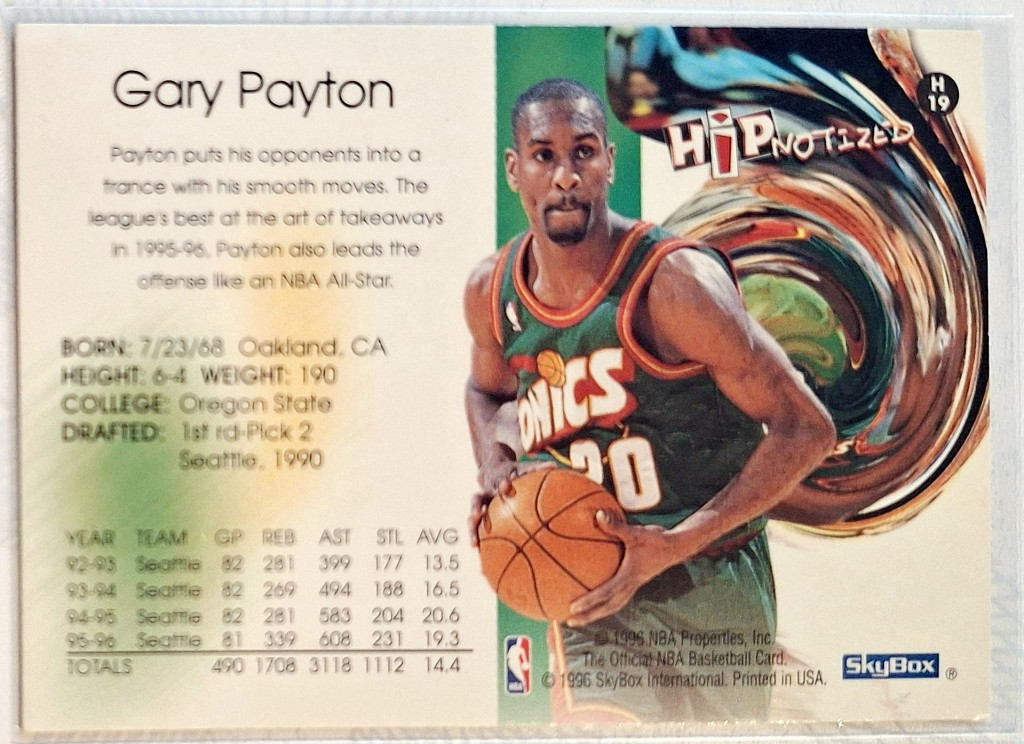 Gary Payton
Payton puts his opponents into a
trance with his smooth moves. The
league's best at the art of takeaways
in 1995-96, Payton also leads the
offense like an NBA All-Star.
BORN: 7/23/68 Oakland, CA
HEIGHT: 6-4 WEIGHT: 190
COLLEGE: Oregon State
DRAFTED: 1st rd-Pick 2
Seattle, 1990
YEAR TEAM GP REB AST STL AVG
92-93 Seattle 82 281 399 177 13.5
93-94 Seattle 82 269 494 188 16.5
94-95 Seattle 82 281 583 204 20.6
95-96 Seattle 81 339 608 231 19.3
TOTALS 490 1708 3118 1112 14.4
H
19
HiPNOTIZED
ONICS
20
NBA
© 1996 NBA Properties, Inc.
The Official NBA Basketball Card.
© 1996 SkyBox International. Printed in USA.
SkyBox ®